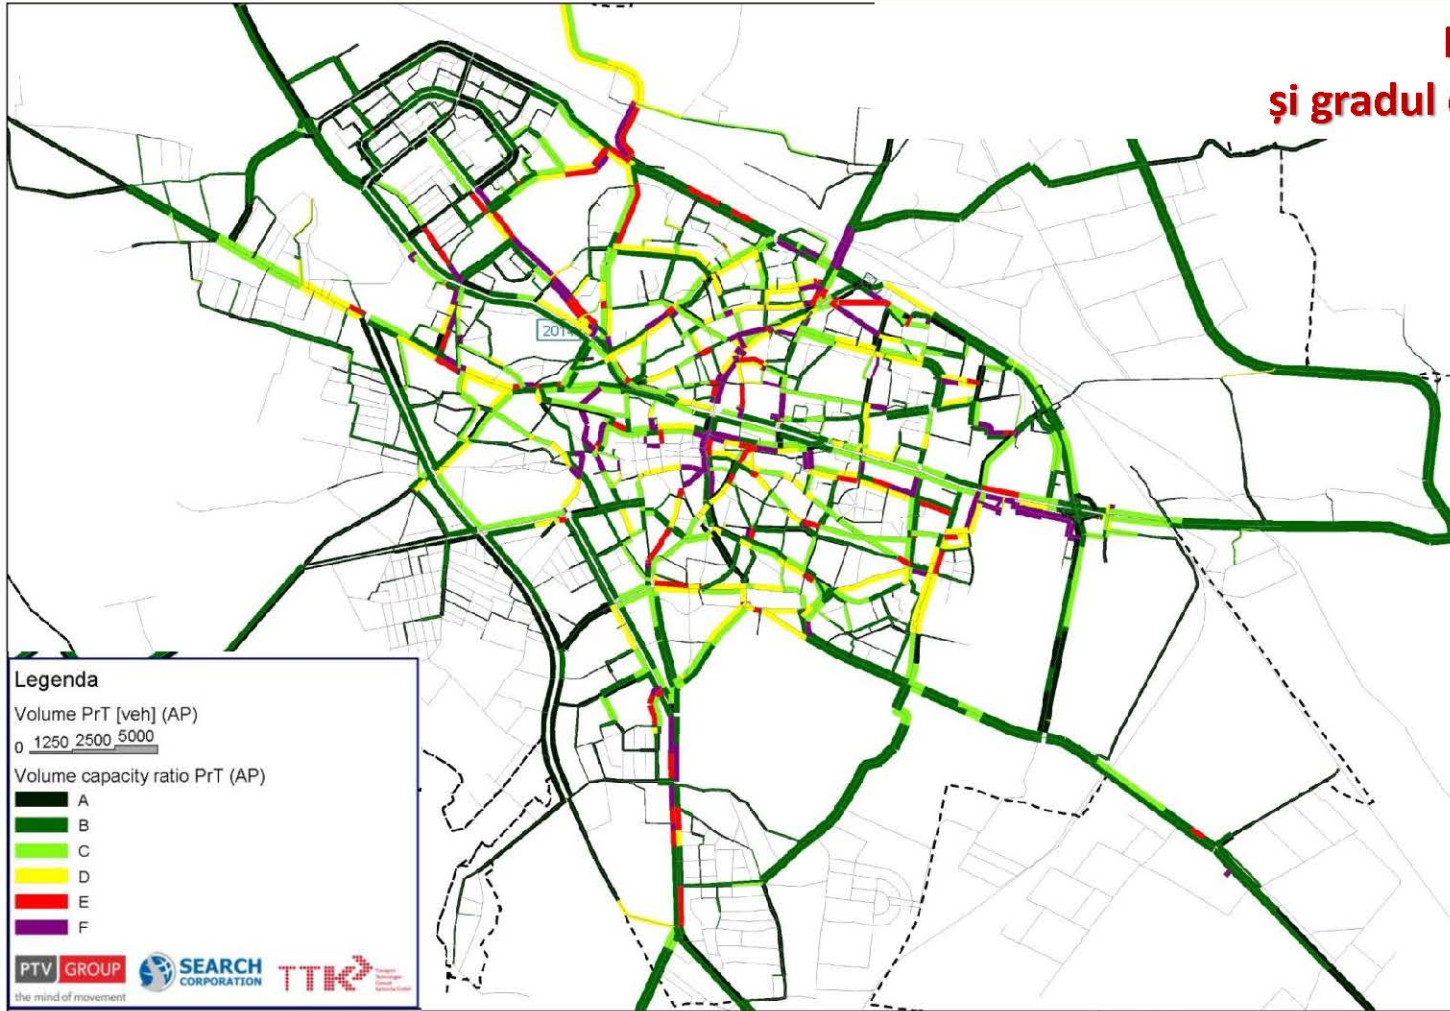 și gradul
2014
Legenda
Volume PrT [veh] (AP)
0 1250 2500 5000
Volume capacity ratio PrT (AP)
A
B
C
D
E
F
PTV GROUP
the mind of movement
SEARCH
CORPORATION
TTK